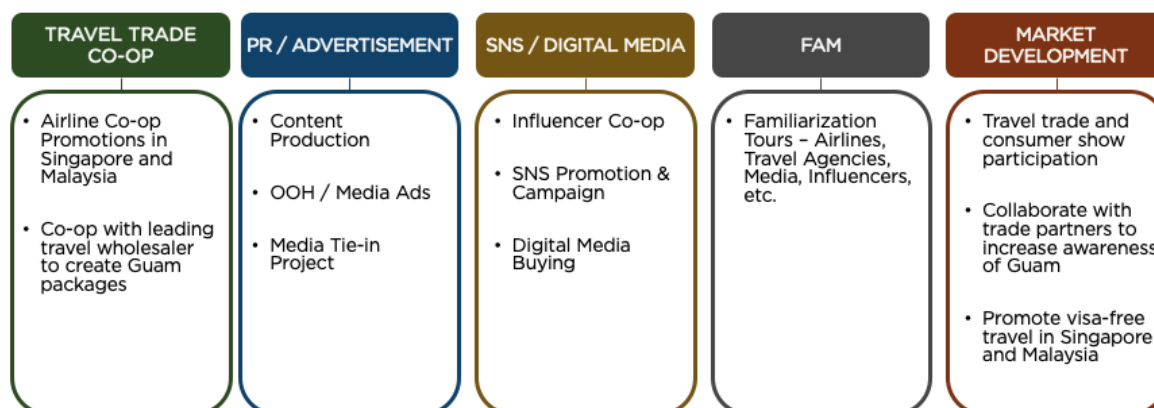 TRAVEL TRADE
CO-OP
• Airline Co-op
Promotions in
Singapore and
Malaysia
• Co-op with leading
travel wholesaler
to create Guam
packages
PR / ADVERTISEMENT
• Content
Production
• OOH / Media Ads
• Media Tie-in
Project
SNS / DIGITAL MEDIA
• Influencer Co-op
• SNS Promotion &
Campaign
• Digital Media
Buying
FAM
• Familiarization
Tours – Airlines,
Travel Agencies,
Media, Influencers,
etc.
MARKET
DEVELOPMENT
• Travel trade and
consumer show
participation
• Collaborate with
trade partners to
increase awareness
of Guam
• Promote visa-free
travel in Singapore
and Malaysia